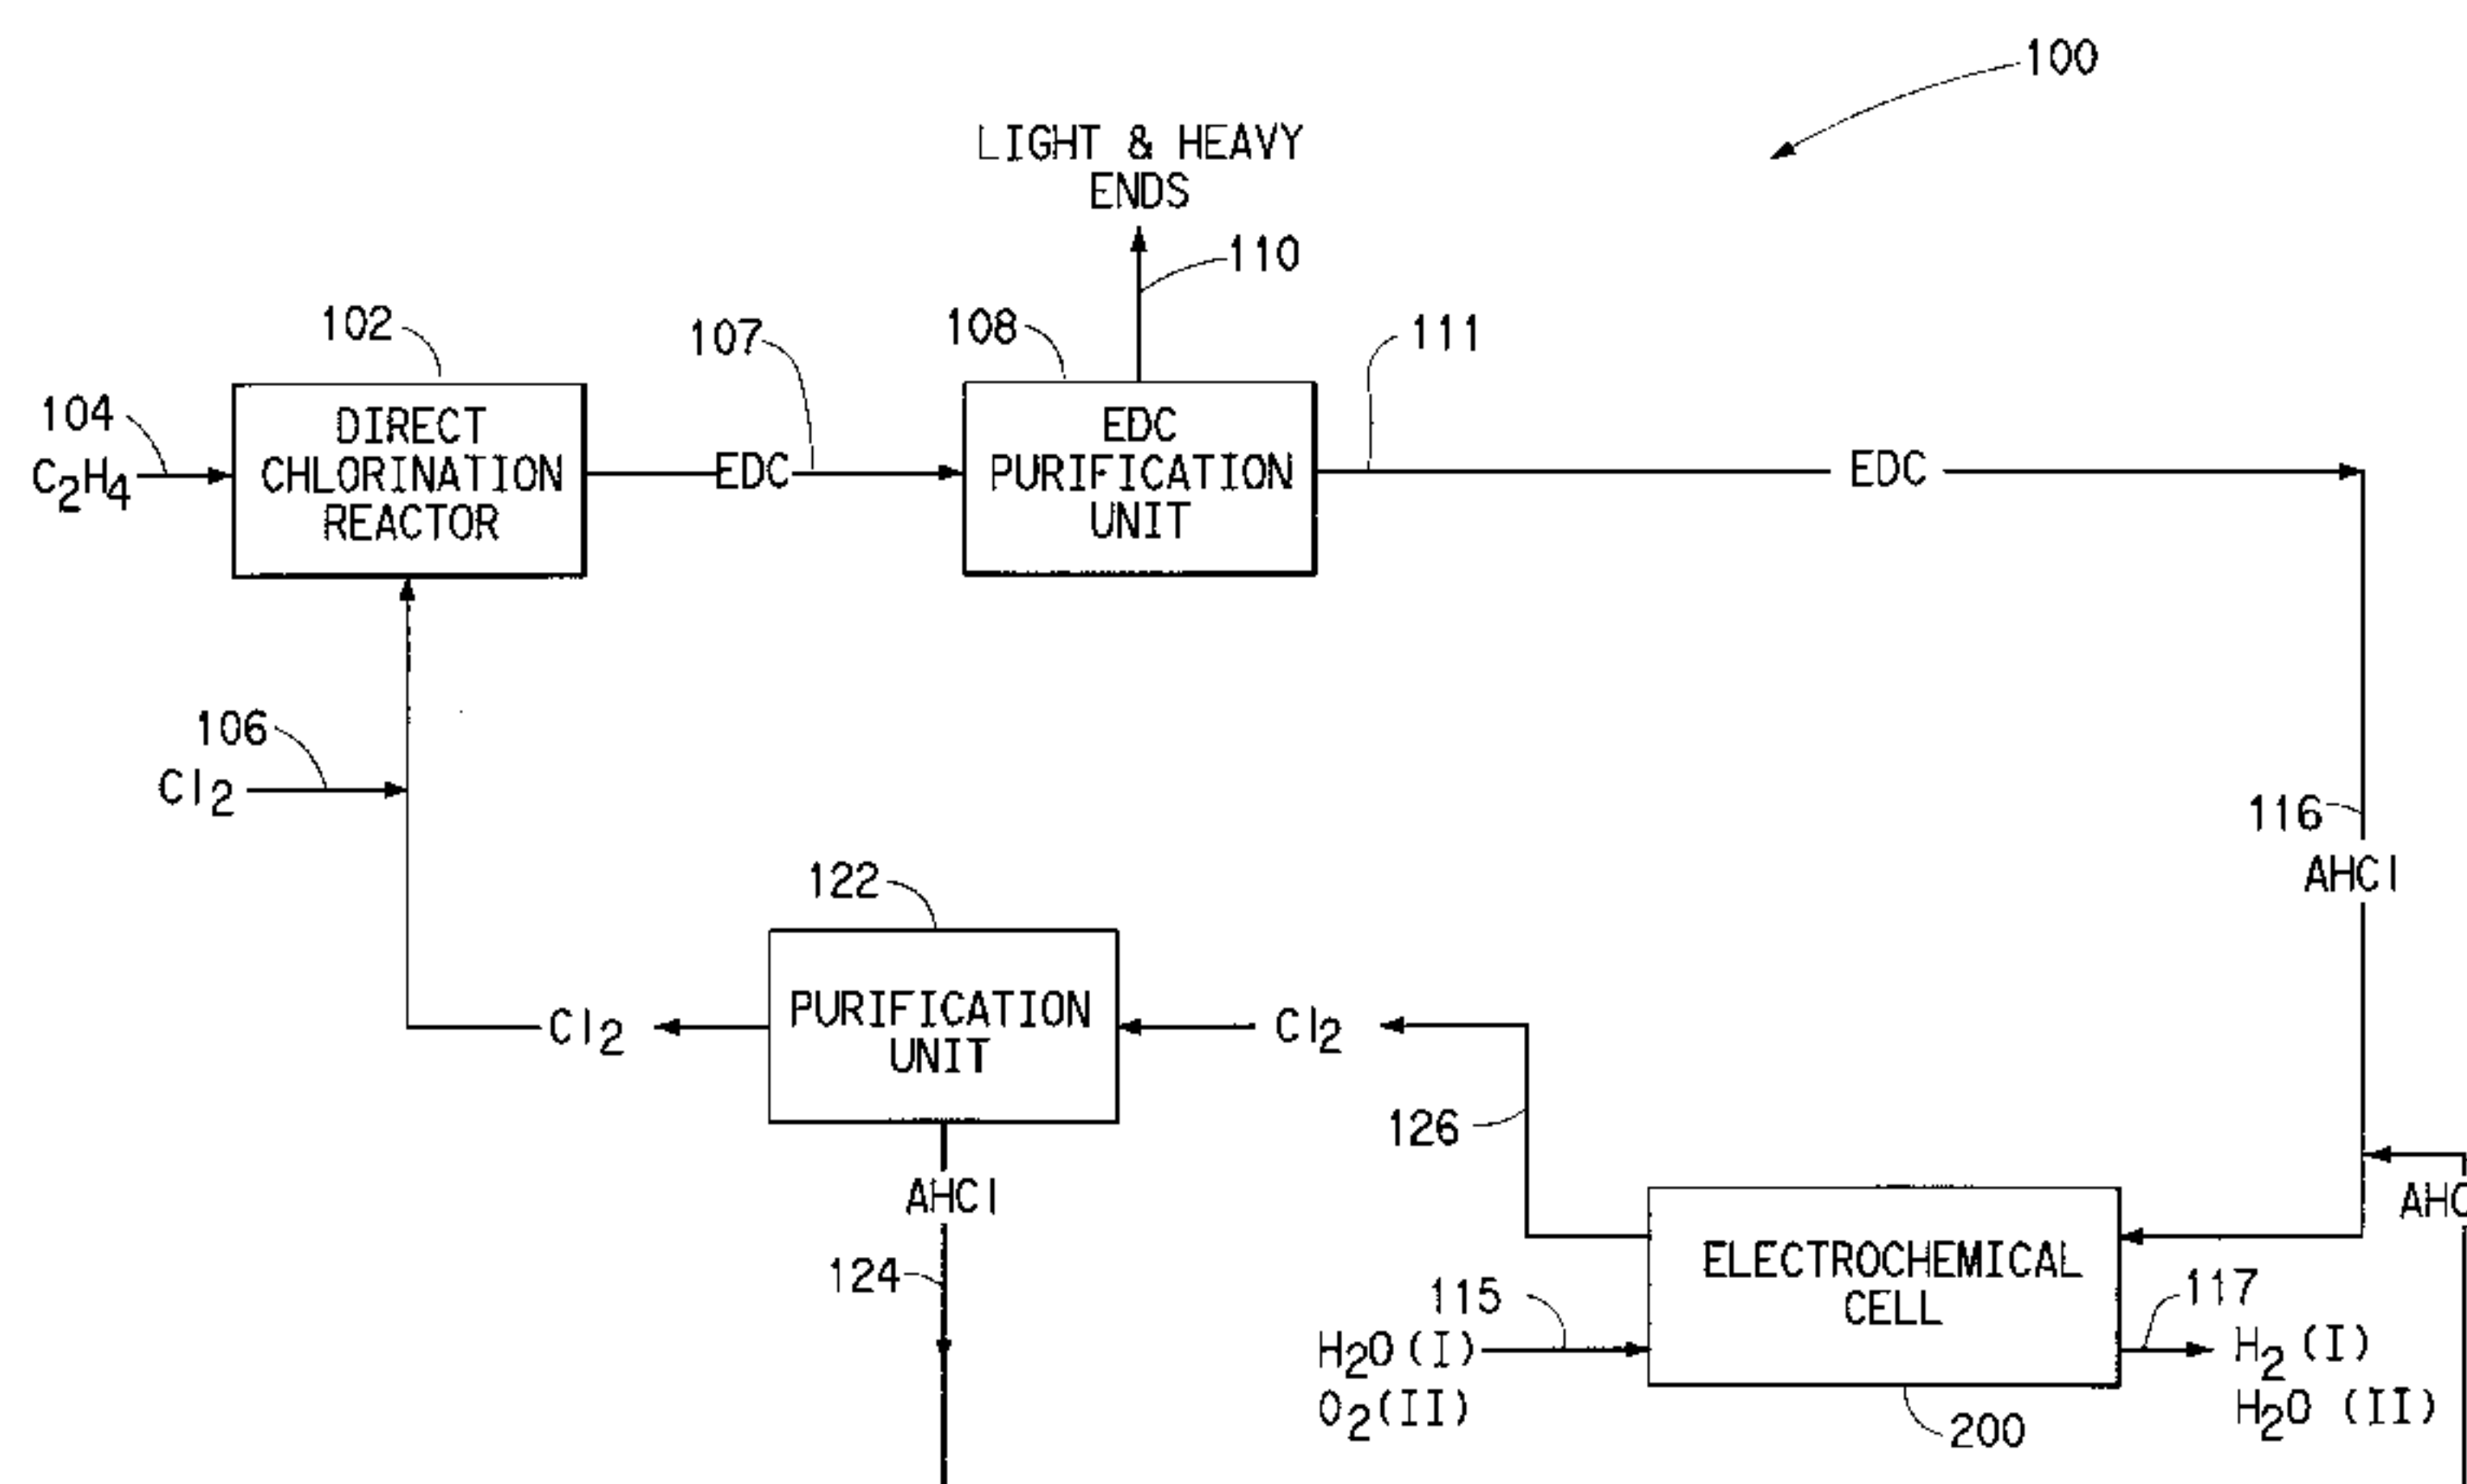 100
LIGHT & HEAVY
ENDS
110
102
107
108
111
104
C2H4
DIRECT
CHLORINATION
REACTOR
EDC
EDC
PURIFICATION
UNIT
EDC
106
Cl2
116
AHCl
122
PURIFICATION
UNIT
Cl2
Cl2
126
AHCl
124
AHC
ELECTROCHEMICAL
CELL
115
117
H2O (I)
O2(II)
H2 (I)
H2O (II)
200